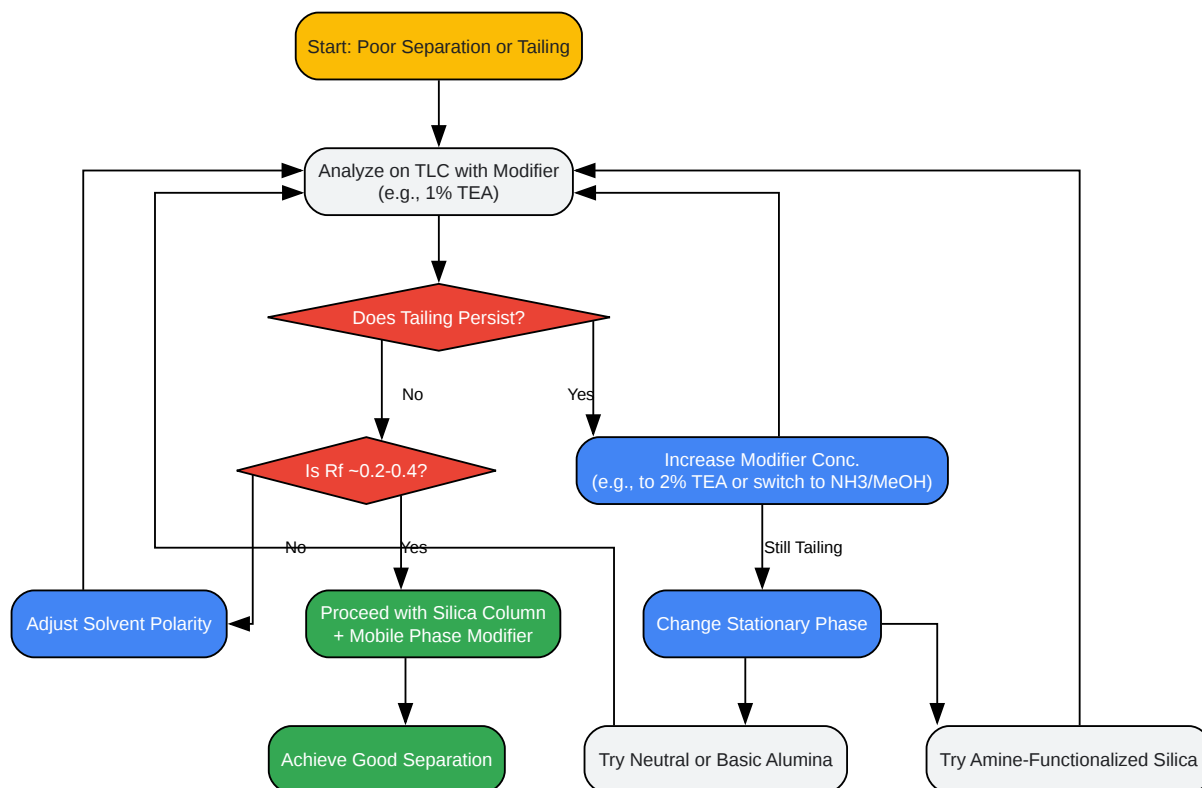 Start: Poor Separation or Tailing
Analyze on TLC with Modifier
(e.g., 1% TEA)
Does Tailing Persist?
No
Yes
Is Rf ~0.2-0.4?
Increase Modifier Conc.
(e.g., to 2% TEA or switch to NH3/MeOH)
No
Yes
Still Tailing
Adjust Solvent Polarity
Proceed with Silica Column
+ Mobile Phase Modifier
Change Stationary Phase
Achieve Good Separation
Try Neutral or Basic Alumina
Try Amine-Functionalized Silica